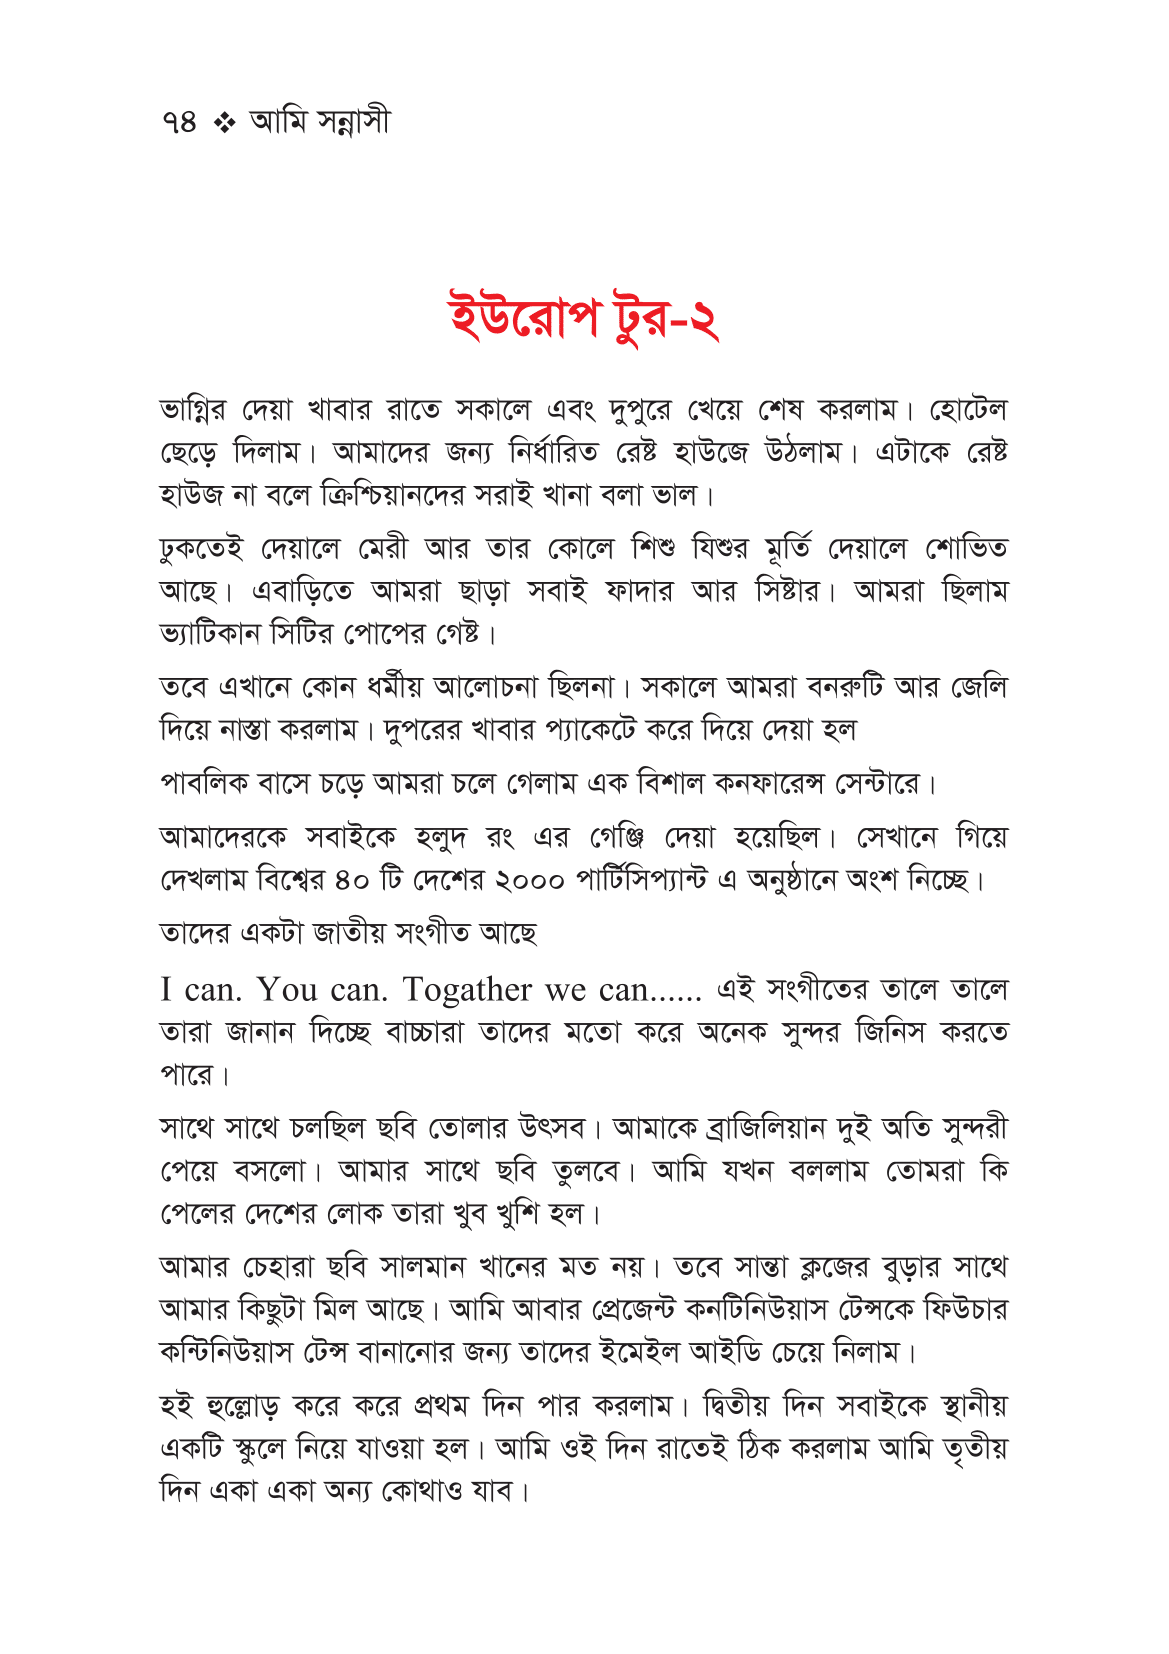 ৭৪ ❖ আমি সন্নাসী
ইউরোপ টুর-২
ভাগ্নির দেয়া খাবার রাতে সকালে এবং দুপুরে খেয়ে শেষ করলাম। হোটেল
ছেড়ে দিলাম। আমাদের জন্য নির্ধারিত রেষ্ট হাউজে উঠলাম। এটাকে রেষ্ট
হাউজ না বলে ক্রিশ্চিয়ানদের সরাই খানা বলা ভাল।
ঢুকতেই দেয়ালে মেরী আর তার কোলে শিশু যিশুর মূর্তি দেয়ালে শোভিত
আছে। এবাড়িতে আমরা ছাড়া সবাই ফাদার আর সিষ্টার। আমরা ছিলাম
ভ্যাটিকান সিটির পোপের গেষ্ট।
তবে এখানে কোন ধর্মীয় আলোচনা ছিলনা। সকালে আমরা বনরুটি আর জেলি
দিয়ে নাস্তা করলাম। দুপরের খাবার প্যাকেটে করে দিয়ে দেয়া হল
পাবলিক বাসে চড়ে আমরা চলে গেলাম এক বিশাল কনফারেন্স সেন্টারে।
আমাদেরকে সবাইকে হলুদ রং এর গেঞ্জি দেয়া হয়েছিল। সেখানে গিয়ে
দেখলাম বিশ্বের ৪০ টি দেশের ২০০০ পার্টিসিপ্যান্ট এ অনুষ্ঠানে অংশ নিচ্ছে।
তাদের একটা জাতীয় সংগীত আছে
I can. You can. Togather we can...... এই সংগীতের তালে তালে
তারা জানান দিচ্ছে বাচ্চারা তাদের মতো করে অনেক সুন্দর জিনিস করতে
পারে।
সাথে সাথে চলছিল ছবি তোলার উৎসব। আমাকে ব্রাজিলিয়ান দুই অতি সুন্দরী
পেয়ে বসলো। আমার সাথে ছবি তুলবে। আমি যখন বললাম তোমরা কি
পেলের দেশের লোক তারা খুব খুশি হল।
আমার চেহারা ছবি সালমান খানের মত নয়। তবে সান্তা ক্লজের বুড়ার সাথে
আমার কিছুটা মিল আছে। আমি আবার প্রেজেন্ট কনটিনিউয়াস টেন্সকে ফিউচার
কন্টিনিউয়াস টেন্স বানানোর জন্য তাদের ইমেইল আইডি চেয়ে নিলাম।
হই হুল্লোড় করে করে প্রথম দিন পার করলাম। দ্বিতীয় দিন সবাইকে স্থানীয়
একটি স্কুলে নিয়ে যাওয়া হল। আমি ওই দিন রাতেই ঠিক করলাম আমি তৃতীয়
দিন একা একা অন্য কোথাও যাব।